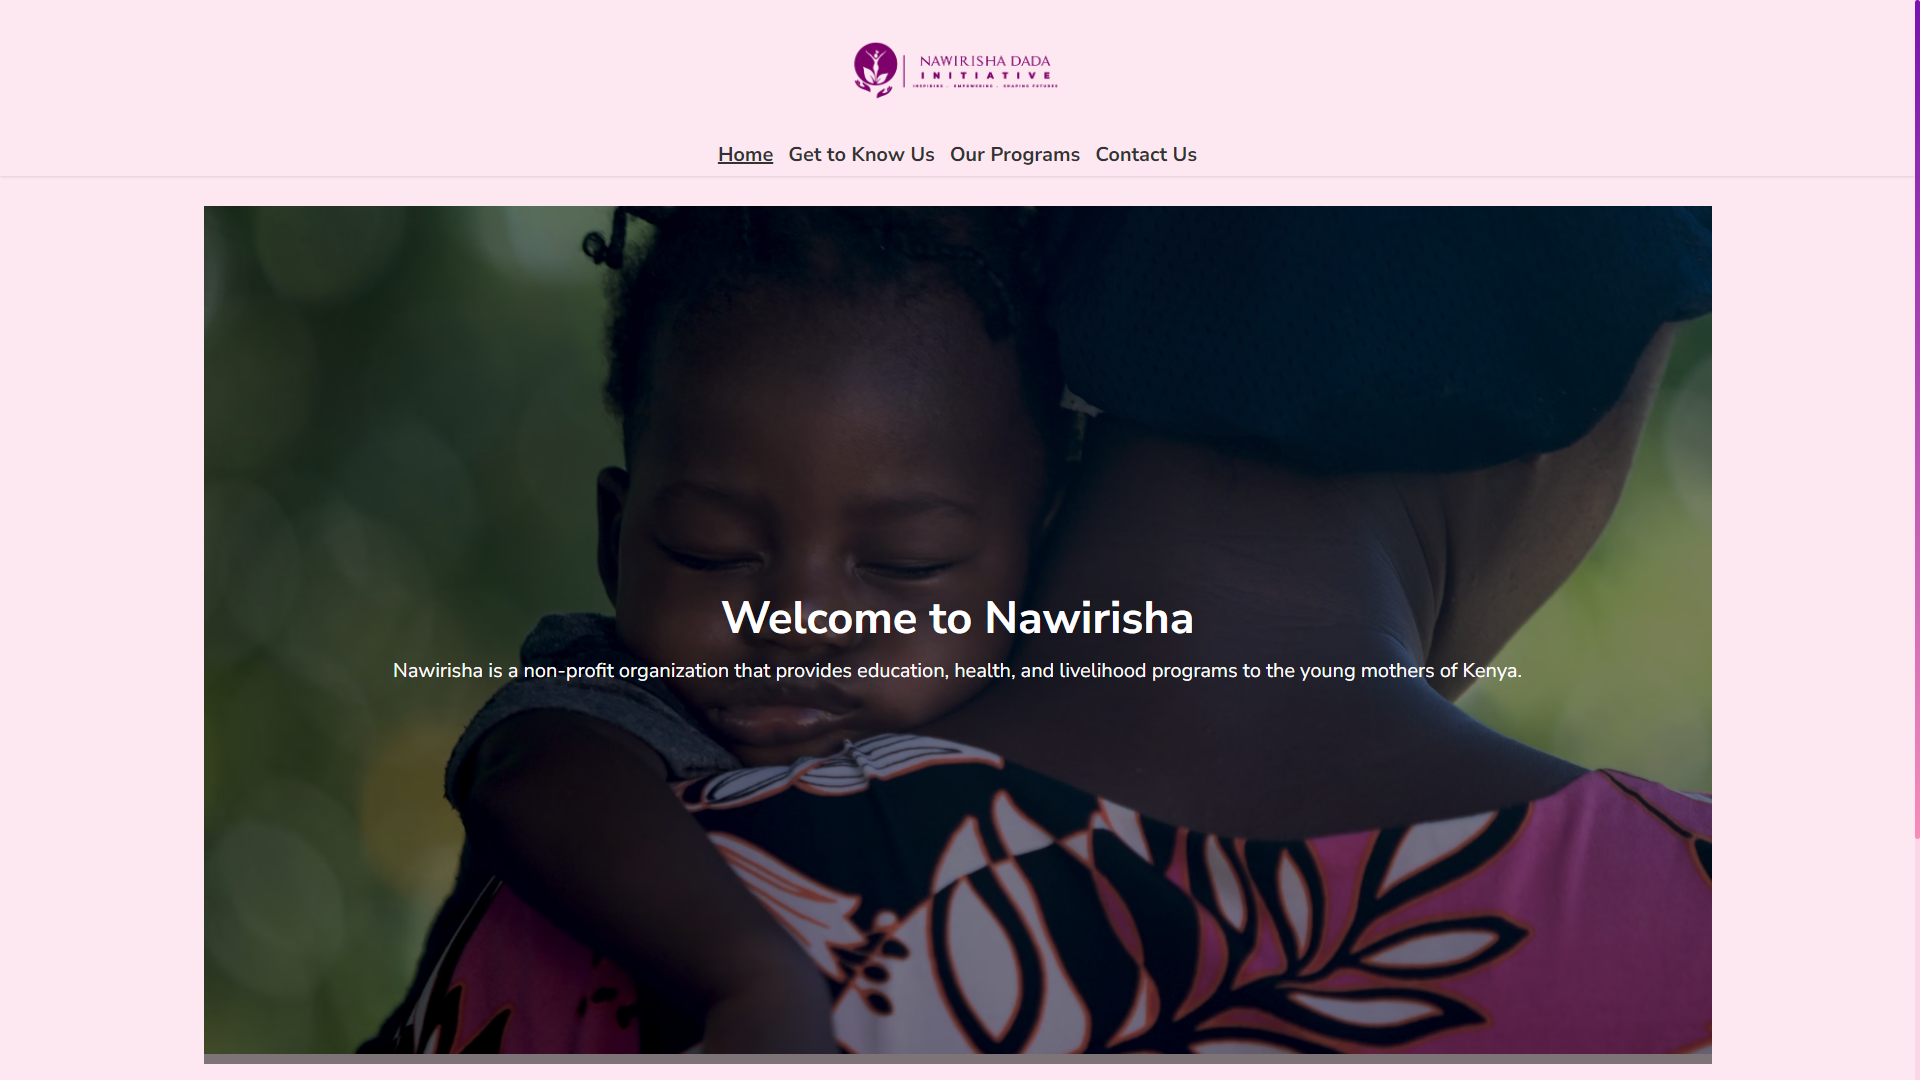 NAWIRISHA DADA
INITIATIVE
INSPIRING . EMPOWERING . SHAPING FUTURES
Home Get to Know Us Our Programs Contact Us
Welcome to Nawirisha
Nawirisha is a non-profit organization that provides education, health, and livelihood programs to the young mothers of Kenya.